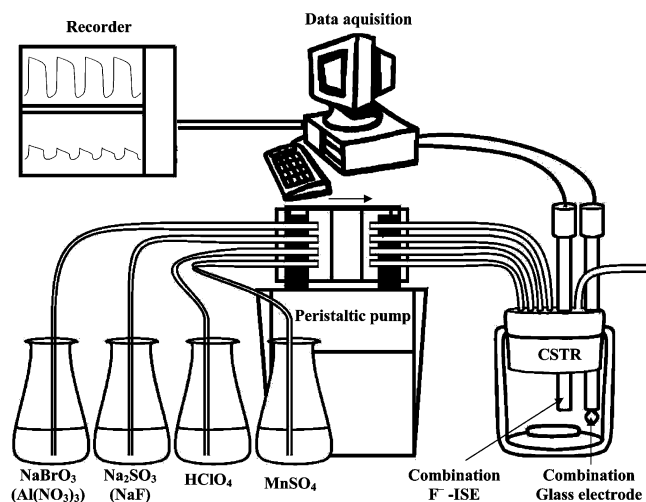 Data aquisition
Recorder
Peristaltic pump
CSTR
NaBrO₃
(Al(NO₃)₃)
Na₂SO₃
(NaF)
HClO₄
MnSO₄
Combination
F⁻ -ISE
Combination
Glass electrode